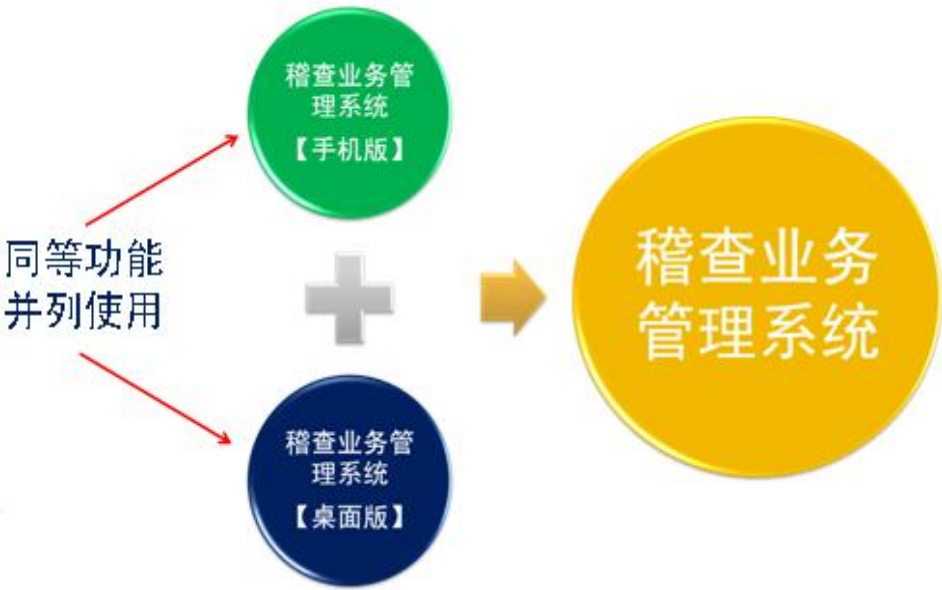 稽查业务管
理系统
【手机版】
同等功能
并列使用
稽查业务
管理系统
稽查业务管
理系统
【桌面版】